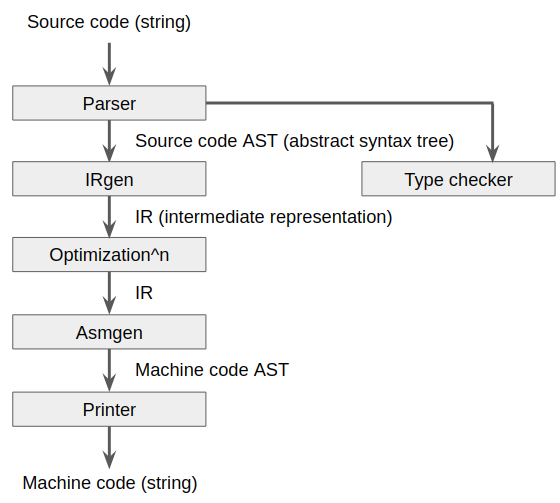 Source code (string)
Parser
Source code AST (abstract syntax tree)
IRgen
Type checker
IR (intermediate representation)
Optimization^n
IR
Asmgen
Machine code AST
Printer
Machine code (string)